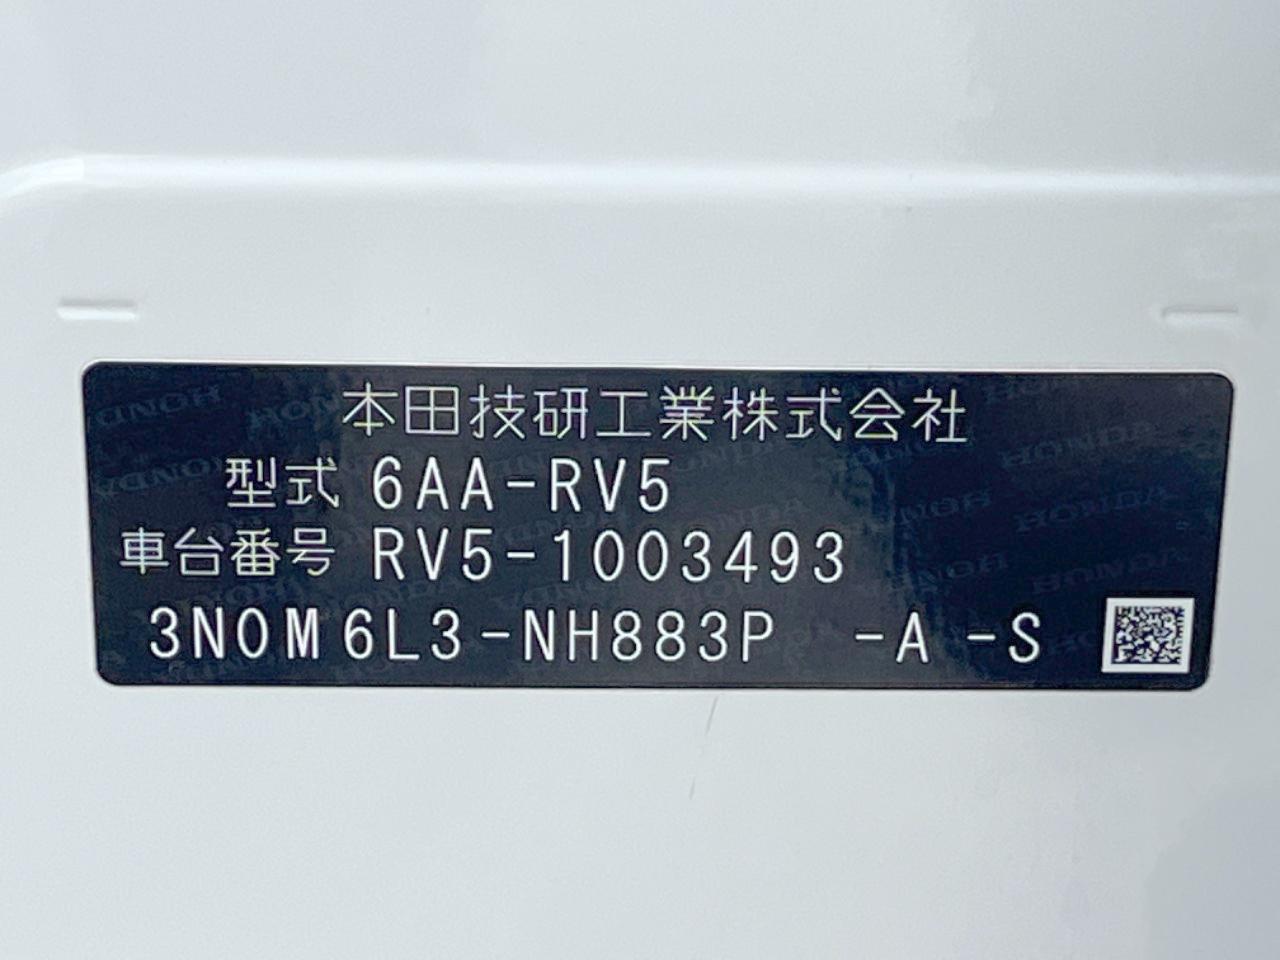 本田技研工業株式会社
型式 6AA-RV5
車台番号 RV5-1003493
3N0M6L3-NH883P -A -S